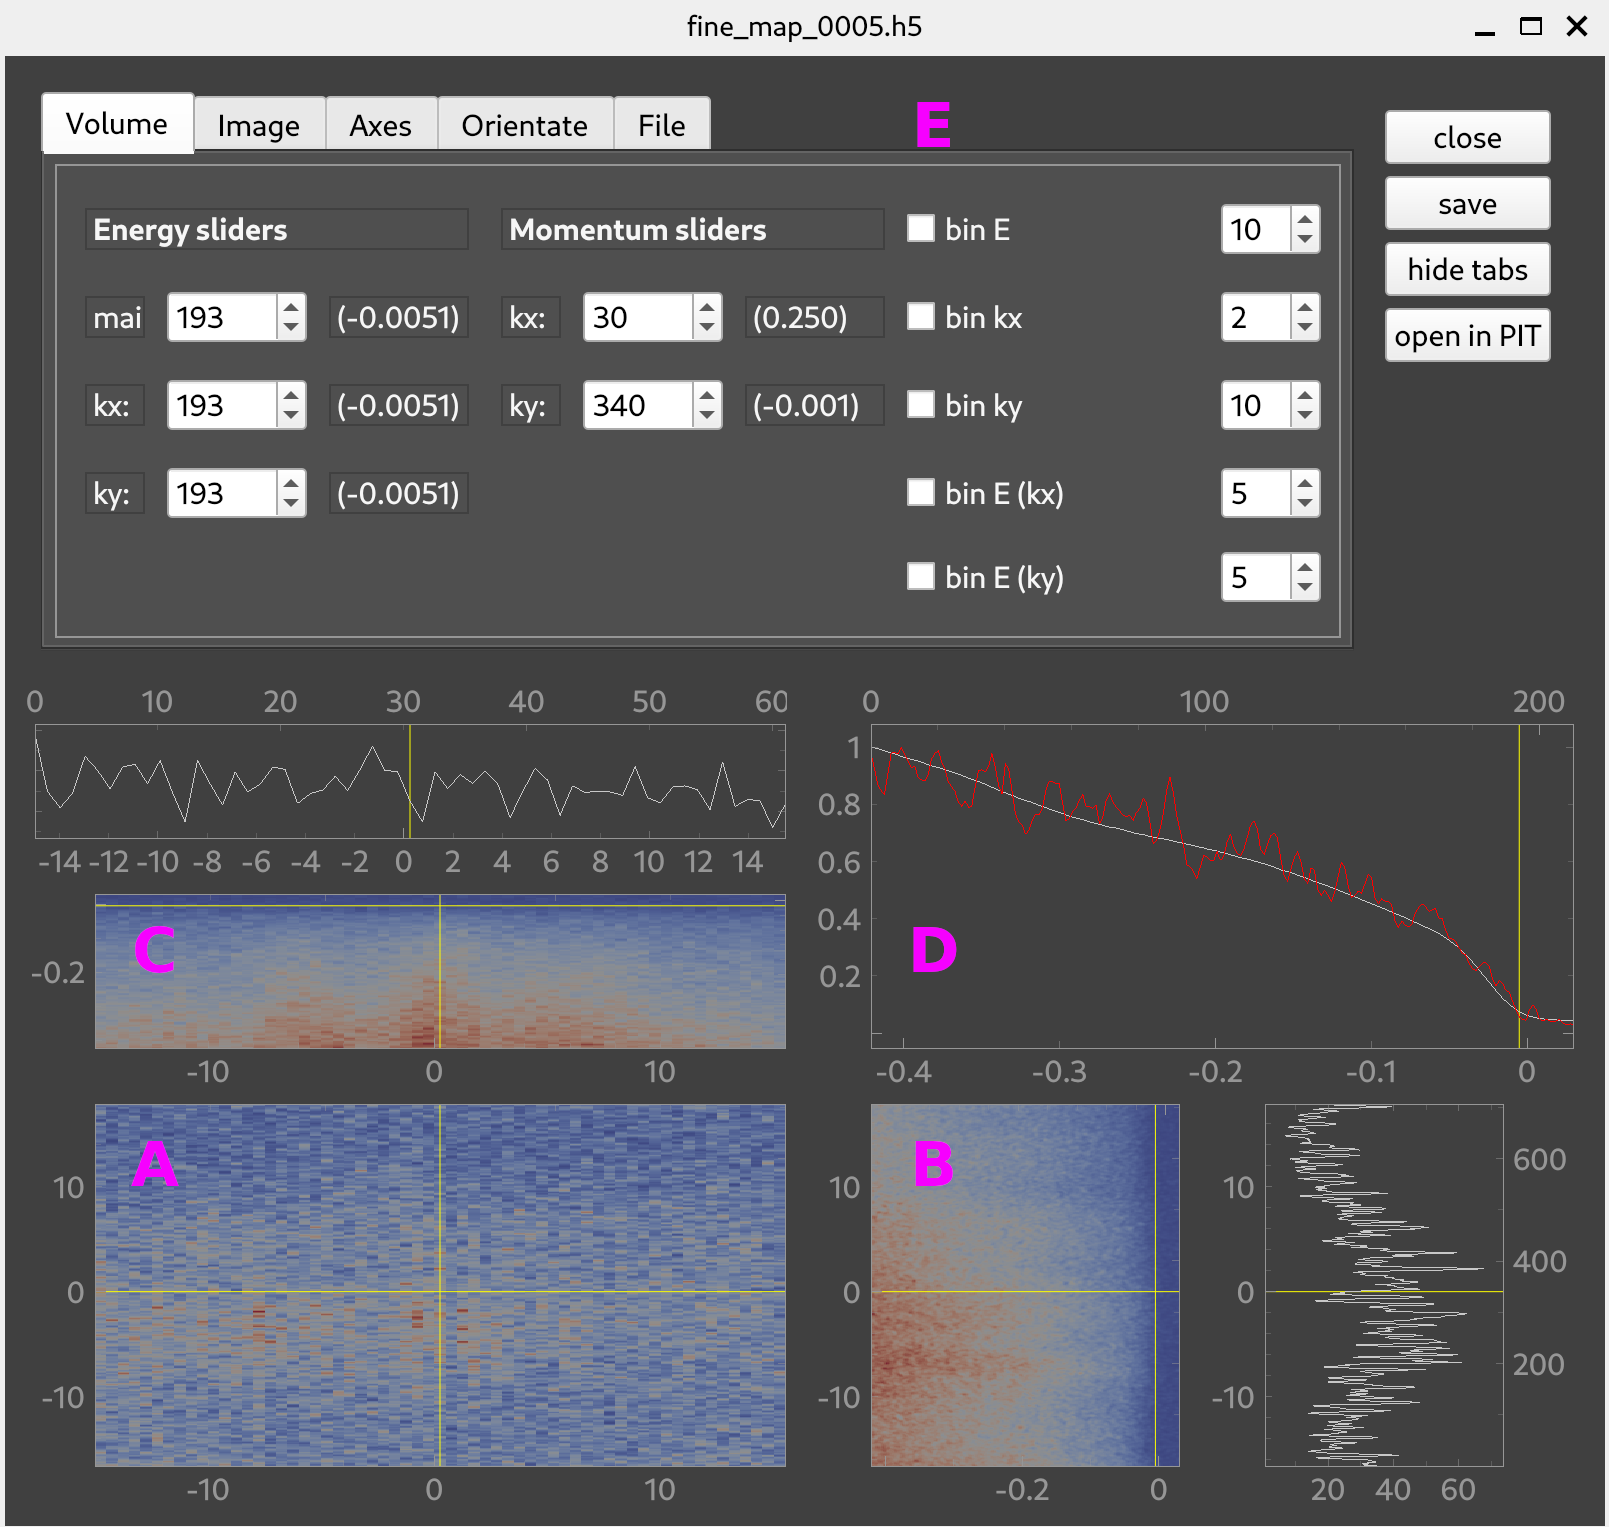 fine_map_0005.h5
Volume Image Axes Orientate File E
close
save
hide tabs
open in PIT
Energy sliders Momentum sliders bin E 10
mai 193 (-0.0051) kx: 30 (0.250) bin kx 2
kx: 193 (-0.0051) ky: 340 (-0.001) bin ky 10
ky: 193 (-0.0051) bin E (kx) 5
bin E (ky) 5
0 10 20 30 40 50 60
-14 -12 -10 -8 -6 -4 -2 0 2 4 6 8 10 12 14
C
-0.2
-10 0 10
0 100 200
1
0.8
0.6
0.4
0.2
D
-0.4 -0.3 -0.2 -0.1 0
A
10
0
-10
-10 0 10
B
10
0
-10
-0.2 0
10
0
-10
600
400
200
20 40 60